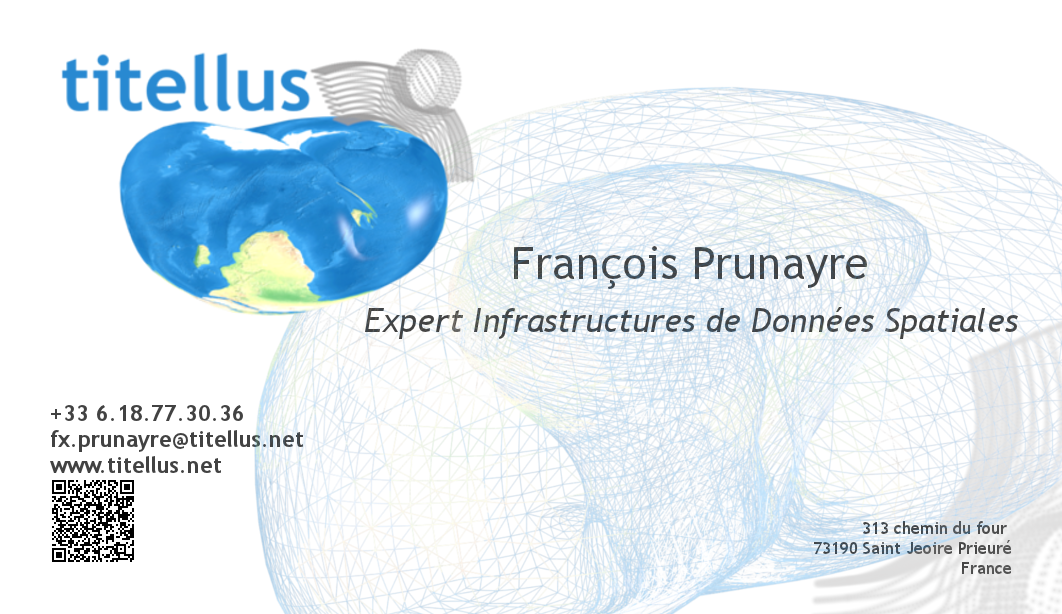 titellus
François Prunayre
Expert Infrastructures de Données Spatiales
+33 6.18.77.30.36
fx.prunayre@titellus.net
www.titellus.net
313 chemin du four
73190 Saint Jeoire Prieuré
France